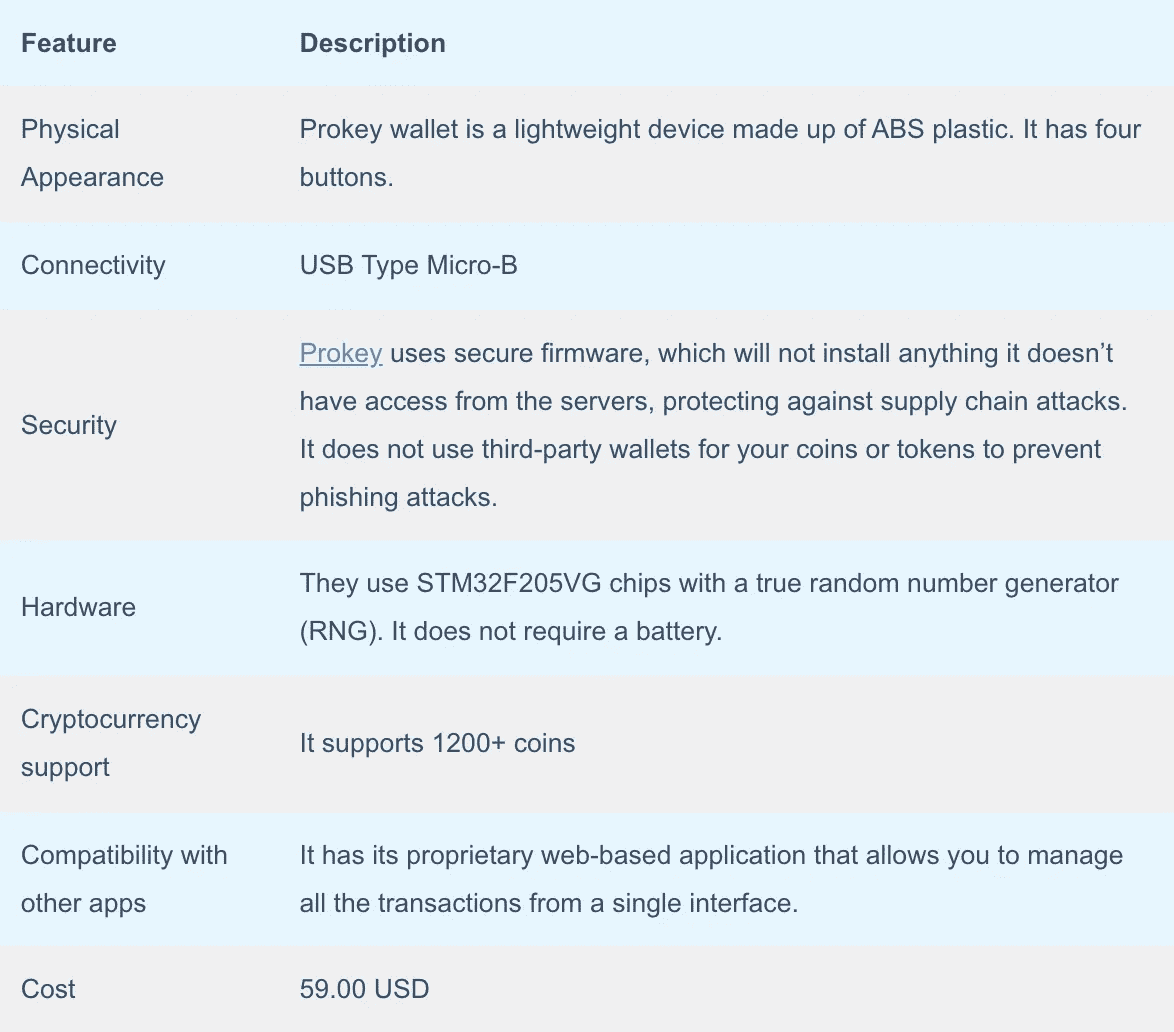 Feature Description
Physical
Appearance
Prokey wallet is a lightweight device made up of ABS plastic. It has four
buttons.
Connectivity USB Type Micro-B
Security
Prokey uses secure firmware, which will not install anything it doesn’t
have access from the servers, protecting against supply chain attacks.
It does not use third-party wallets for your coins or tokens to prevent
phishing attacks.
Hardware
They use STM32F205VG chips with a true random number generator
(RNG). It does not require a battery.
Cryptocurrency
support
It supports 1200+ coins
Compatibility with
other apps
It has its proprietary web-based application that allows you to manage
all the transactions from a single interface.
Cost 59.00 USD